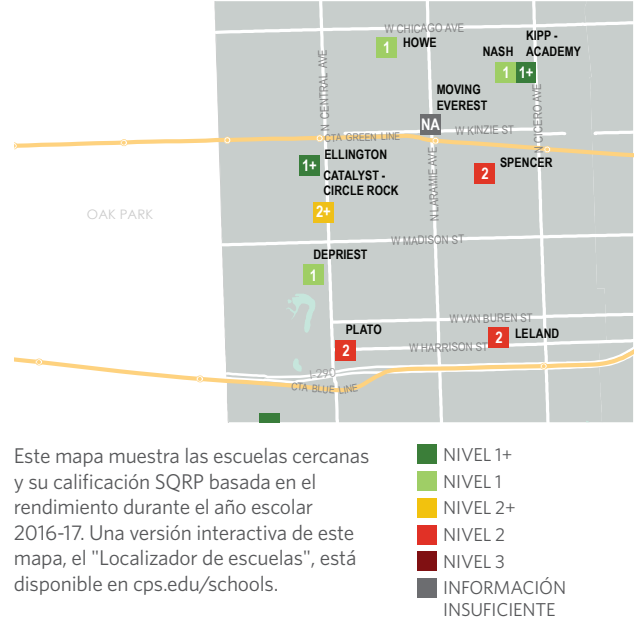 W CHICAGO AVE
KIPP -
ACADEMY
HOWE
NASH
1
1
1+
N CENTRAL AVE
MOVING
EVEREST
N CICERO AVE
NA
CTA GREEN LINE
W KINZIE ST
ELLINGTON
1+
SPENCER
2
CATALYST -
CIRCLE ROCK
N LARAMIE AVE
2+
OAK PARK
W MADISON ST
DEPRIEST
1
W VAN BUREN ST
PLATO
LELAND
2
2
W HARRISON ST
I-290
CTA BLUE LINE
Este mapa muestra las escuelas cercanas
y su calificación SQRP basada en el
rendimiento durante el año escolar
2016-17. Una versión interactiva de este
mapa, el "Localizador de escuelas", está
disponible en cps.edu/schools.
NIVEL 1+
NIVEL 1
NIVEL 2+
NIVEL 2
NIVEL 3
INFORMACIÓN
INSUFICIENTE